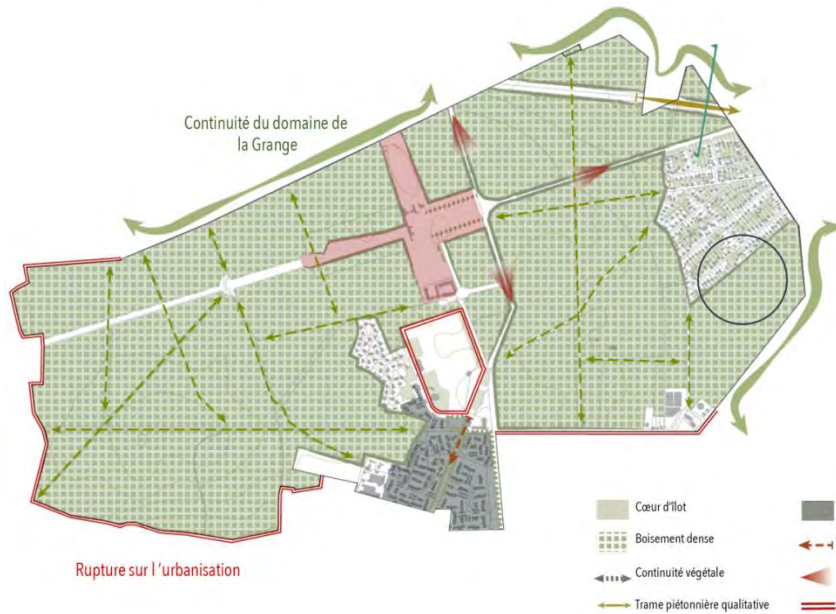 Continuité du domaine de
la Grange
Rupture sur l'urbanisation
Cœur d'îlot
Boisement dense
Continuité végétale
Trame piétonnière qualitative